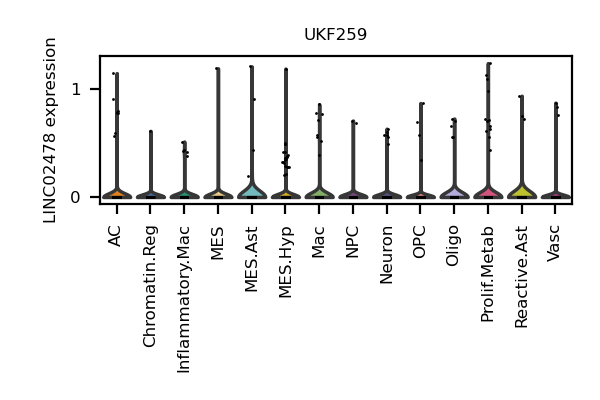 UKF259
LINC02478 expression
1
0
AC
Chromatin.Reg
Inflammatory.Mac
MES
MES.Ast
MES.Hyp
Mac
NPC
Neuron
OPC
Oligo
Prolif.Metab
Reactive.Ast
Vasc